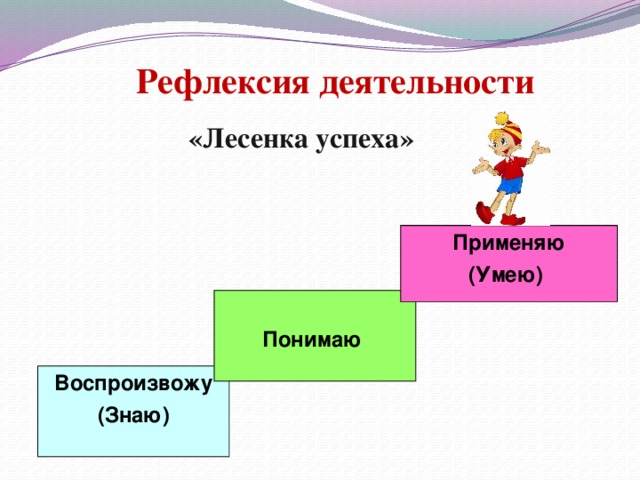 Рефлексия деятельности
«Лесенка успеха»
Применяю
(Умею)
Понимаю
Воспроизвожу
(Знаю)